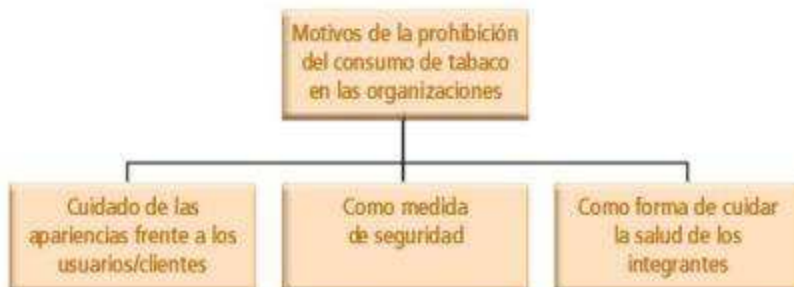 Motivos de la prohibición
del consumo de tabaco
en las organizaciones
Cuidado de las
apariencias frente a los
usuarios/clientes
Como medida
de seguridad
Como forma de cuidar
la salud de los
integrantes